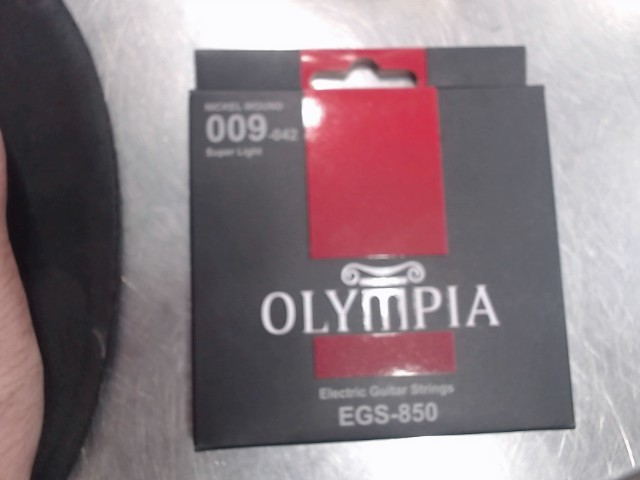 NICKEL WOUND
009-042
Super Light
OLYMPIA
Electric Guitar Strings
EGS-850